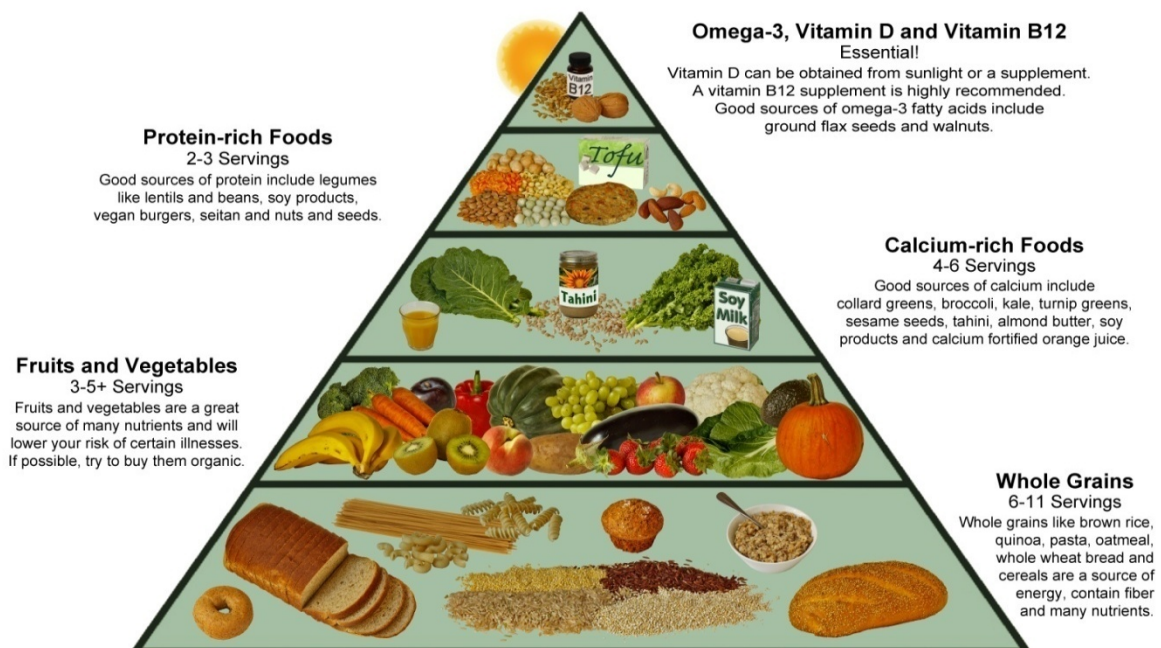 Omega-3, Vitamin D and Vitamin B12
Essential!
Vitamin D can be obtained from sunlight or a supplement.
A vitamin B12 supplement is highly recommended.
Good sources of omega-3 fatty acids include
ground flax seeds and walnuts.
Vitamin
B12
Protein-rich Foods
2-3 Servings
Good sources of protein include legumes
like lentils and beans, soy products,
vegan burgers, seitan and nuts and seeds.
Tofu
Calcium-rich Foods
4-6 Servings
Good sources of calcium include
collard greens, broccoli, kale, turnip greens,
sesame seeds, tahini, almond butter, soy
products and calcium fortified orange juice.
Tahini
Soy
Milk
Fruits and Vegetables
3-5+ Servings
Fruits and vegetables are a great
source of many nutrients and will
lower your risk of certain illnesses.
If possible, try to buy them organic.
Whole Grains
6-11 Servings
Whole grains like brown rice,
quinoa, pasta, oatmeal,
whole wheat bread and
cereals are a source of
energy, contain fiber
and many nutrients.